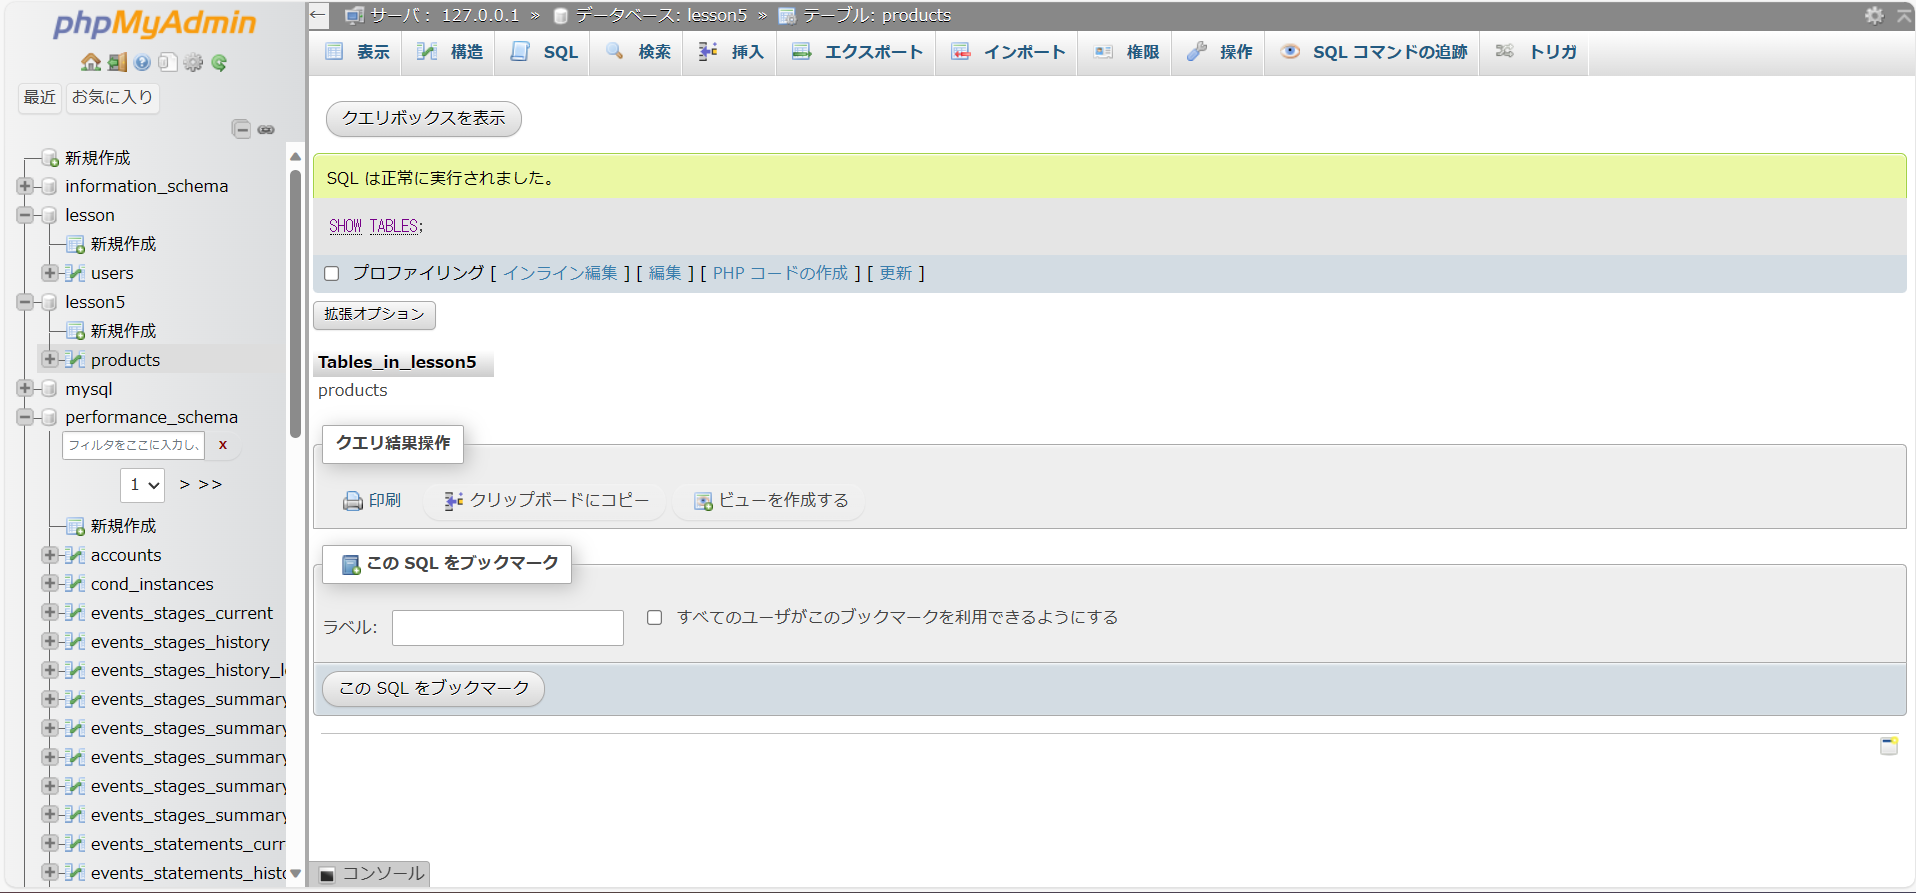 phpMyAdmin
最近 お気に入り
新規作成
information_schema
lesson
新規作成
users
lesson5
新規作成
products
mysql
performance_schema
フィルタをここに入力し、 x
1 > >>
新規作成
accounts
cond_instances
events_stages_current
events_stages_history
events_stages_history_l
events_stages_summary
events_stages_summary
events_stages_summary
events_stages_summary
events_stages_summary
events_statements_curr
events_statements_histo
サーバ: 127.0.0.1 » データベース: lesson5 » テーブル: products
表示 構造 SQL 検索 挿入 エクスポート インポート 権限 操作 SQL コマンドの追跡 トリガ
クエリボックスを表示
SQL は正常に実行されました。
SHOW TABLES;
プロファイリング [ インライン編集 ] [ 編集 ] [ PHP コードの作成 ] [ 更新 ]
拡張オプション
Tables_in_lesson5
products
クエリ結果操作
印刷 クリップボードにコピー ビューを作成する
この SQL をブックマーク
ラベル: すべてのユーザがこのブックマークを利用できるようにする
この SQL をブックマーク
コンソール